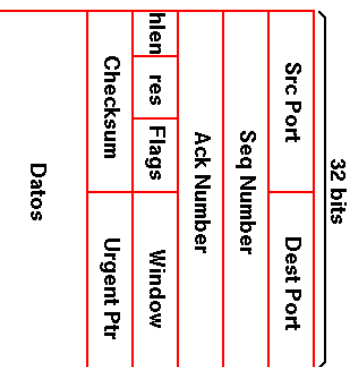 32 bits
Src Port Dest Port
Seq Number
Ack Number
hlen res Flags Window
Checksum Urgent Ptr
Datos